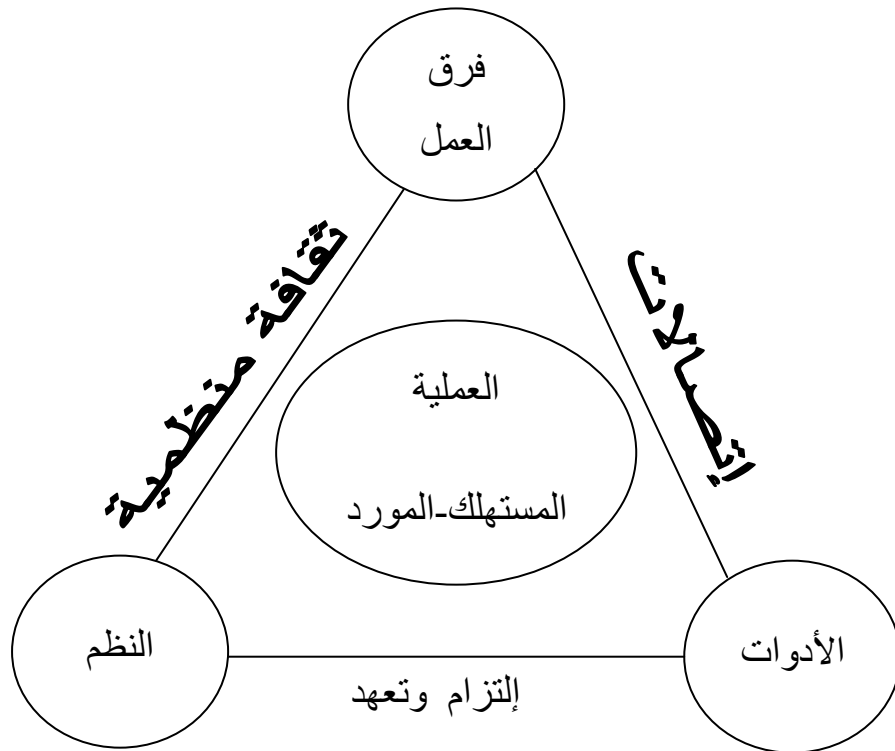 فرق
العمل
ثقافة منظمية
إتصالات
العملية
المستهلك-المورد
النظم
الأدوات
إلتزام وتعهد